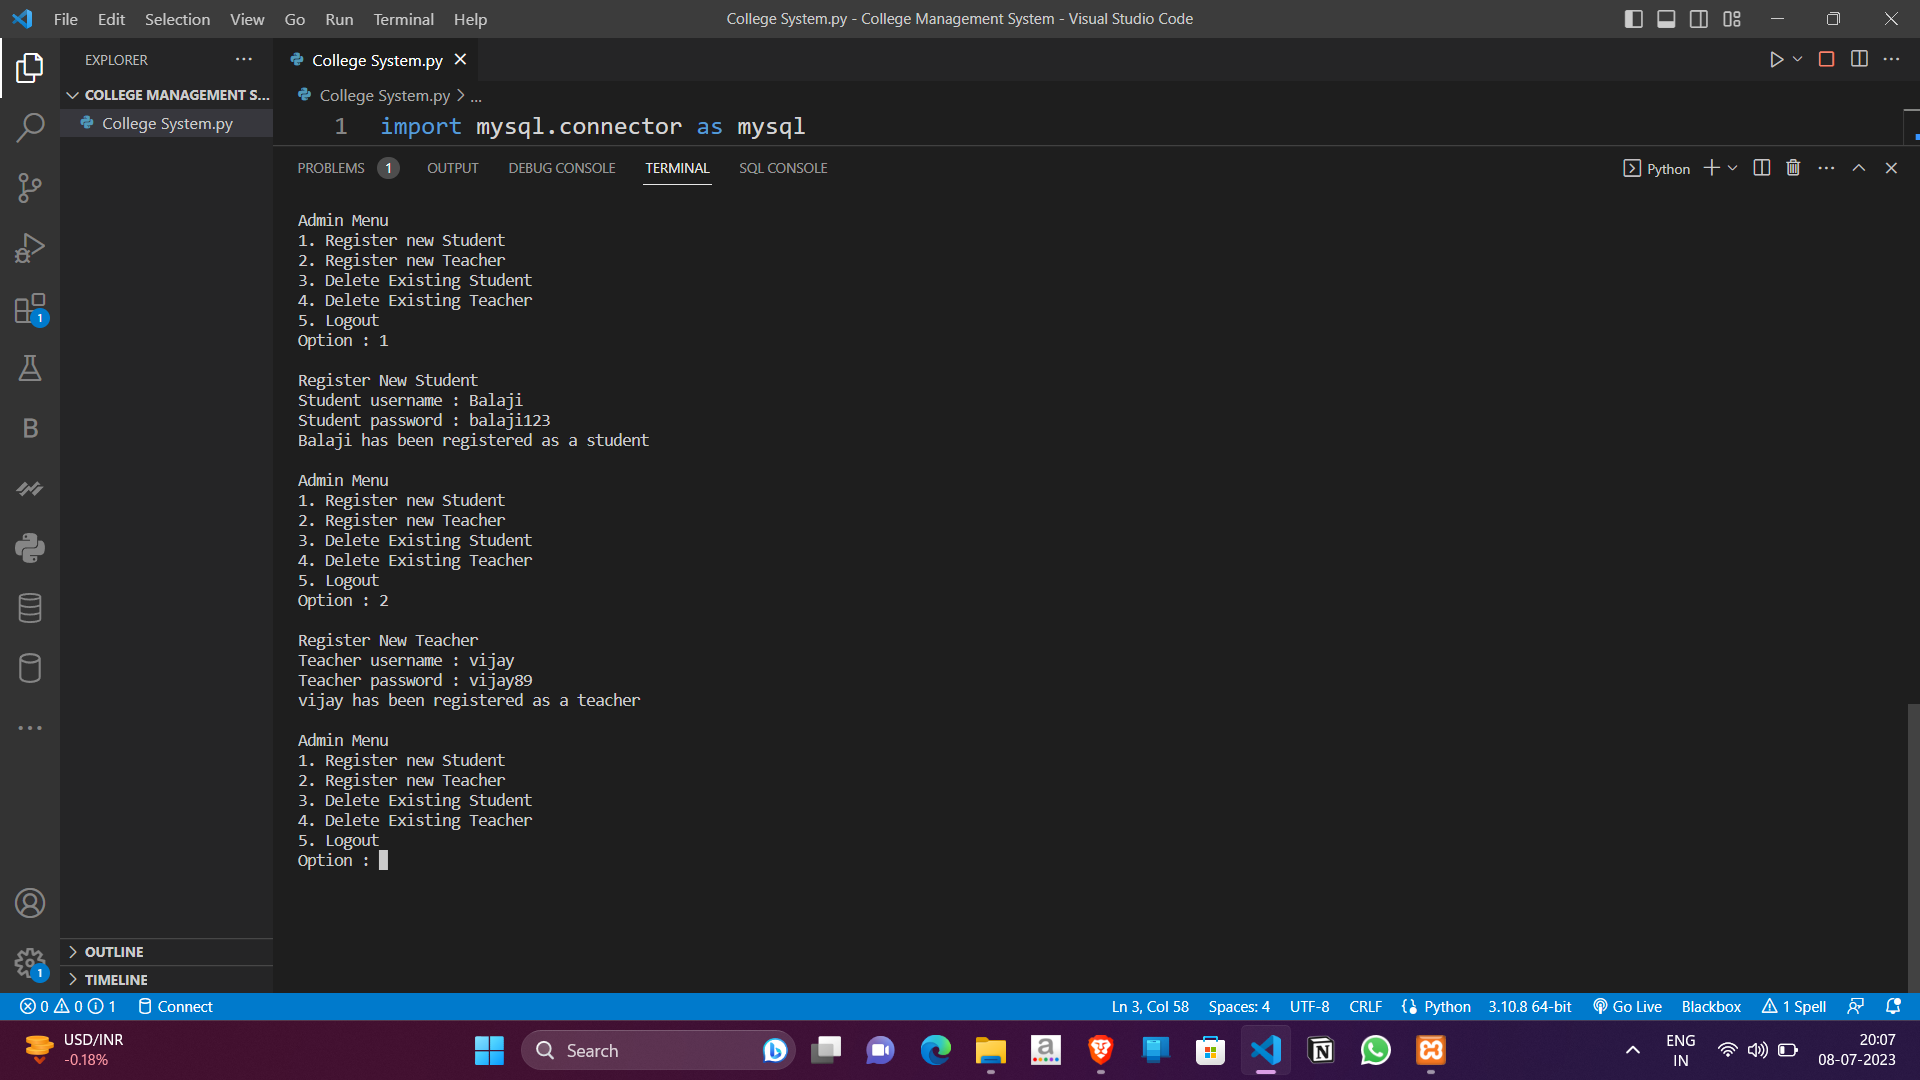 File Edit Selection View Go Run Terminal Help
College System.py - College Management System - Visual Studio Code
EXPLORER
COLLEGE MANAGEMENT S...
College System.py
College System.py
College System.py > ...
1 import mysql.connector as mysql
PROBLEMS 1 OUTPUT DEBUG CONSOLE TERMINAL SQL CONSOLE
Python
Admin Menu
1. Register new Student
2. Register new Teacher
3. Delete Existing Student
4. Delete Existing Teacher
5. Logout
Option : 1
Register New Student
Student username : Balaji
Student password : balaji123
Balaji has been registered as a student
Admin Menu
1. Register new Student
2. Register new Teacher
3. Delete Existing Student
4. Delete Existing Teacher
5. Logout
Option : 2
Register New Teacher
Teacher username : vijay
Teacher password : vijay89
vijay has been registered as a teacher
Admin Menu
1. Register new Student
2. Register new Teacher
3. Delete Existing Student
4. Delete Existing Teacher
5. Logout
Option :
1
B
1
OUTLINE
TIMELINE
0 0 1 Connect
Ln 3, Col 58 Spaces: 4 UTF-8 CRLF Python 3.10.8 64-bit Go Live Blackbox 1 Spell
USD/INR
-0.18%
Search
a
N
ENG
IN
20:07
08-07-2023